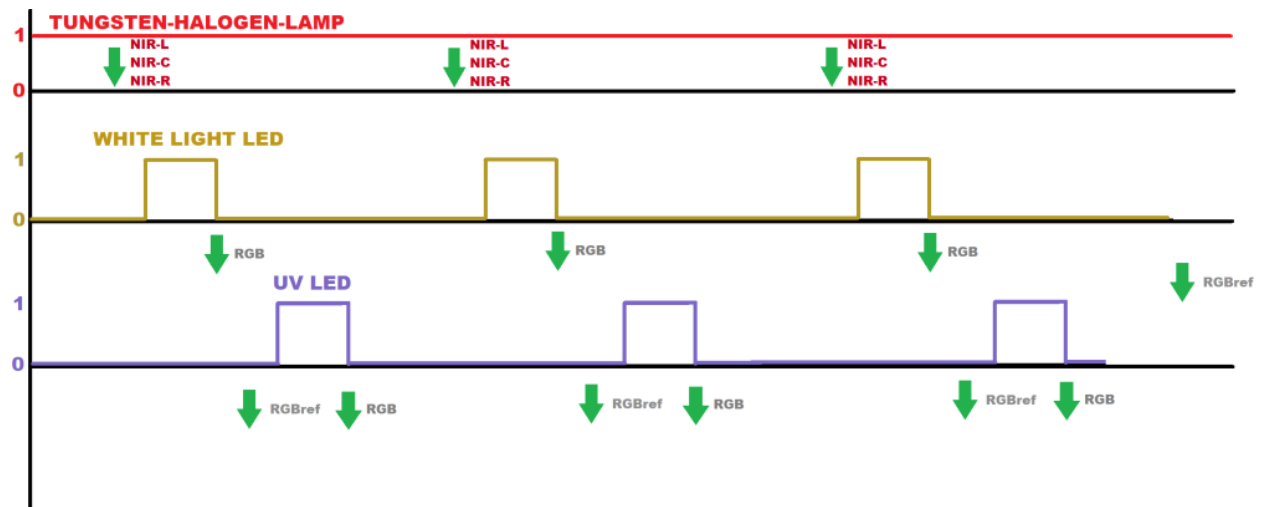 TUNGSTEN-HALOGEN-LAMP
1
NIR-L
NIR-C
NIR-R
NIR-L
NIR-C
NIR-R
NIR-L
NIR-C
NIR-R
0
WHITE LIGHT LED
1
0
RGB
RGB
RGB
UV LED
RGBref
1
0
RGBref
RGB
RGBref
RGB
RGBref
RGB